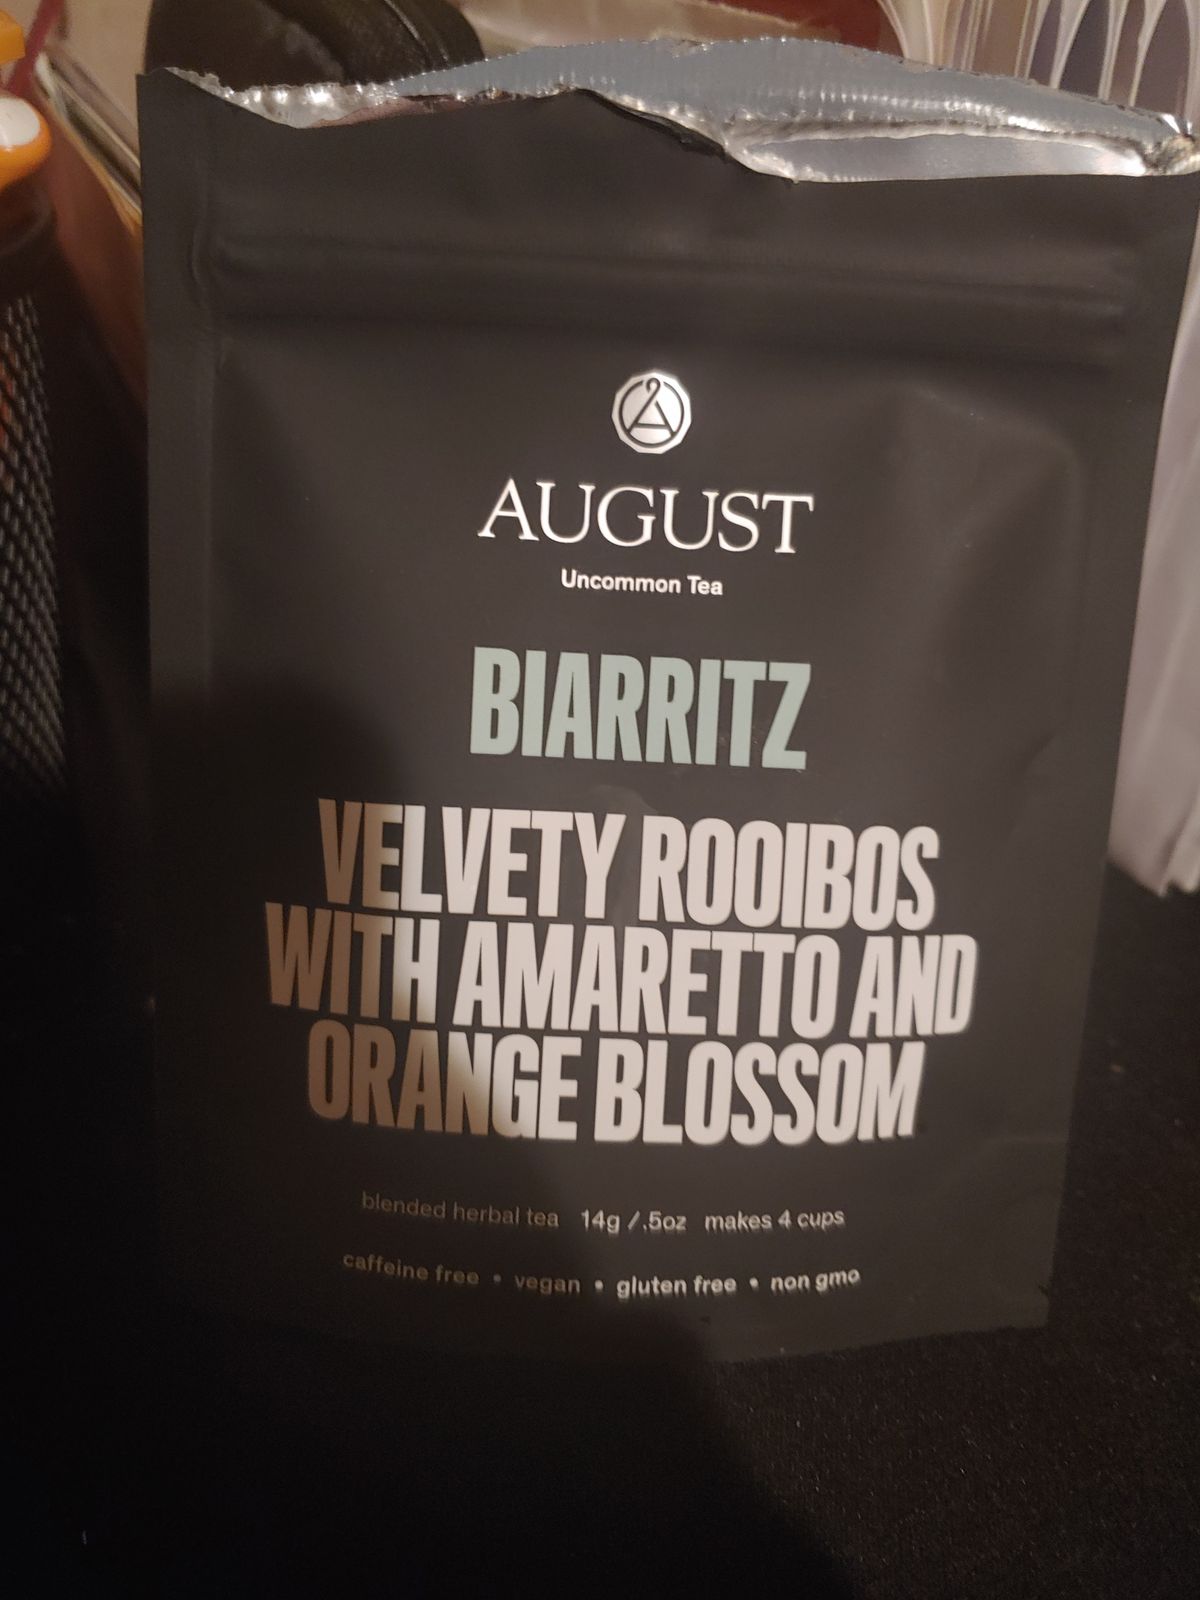 AUGUST
Uncommon Tea
BIARRITZ
VELVETY ROOIBOS
WITH AMARETTO AND
ORANGE BLOSSOM
blended herbal tea 14g /.5oz makes 4 cups
caffeine free • vegan • gluten free • non gmo